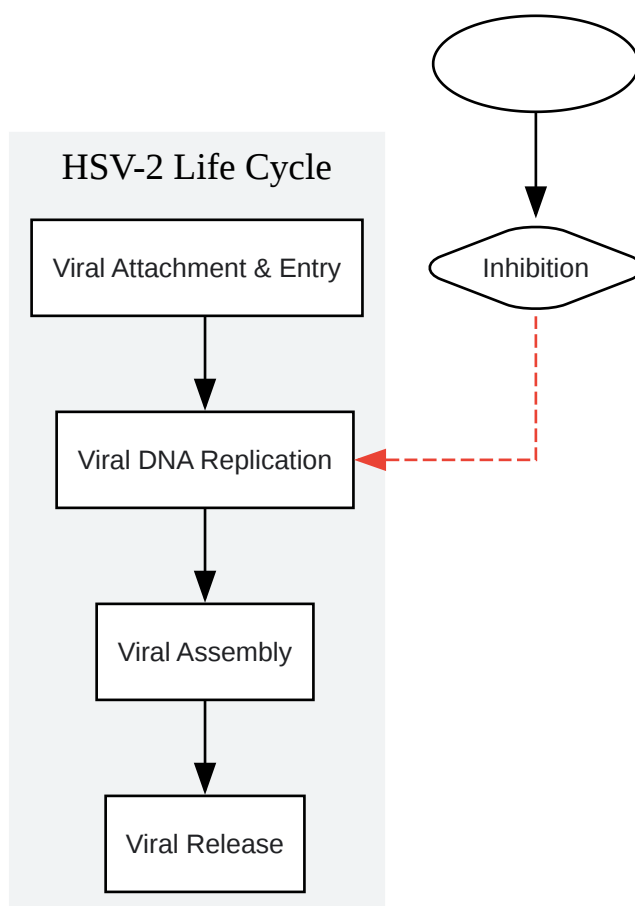 HSV-2 Life Cycle
Viral Attachment & Entry
Inhibition
Viral DNA Replication
Viral Assembly
Viral Release